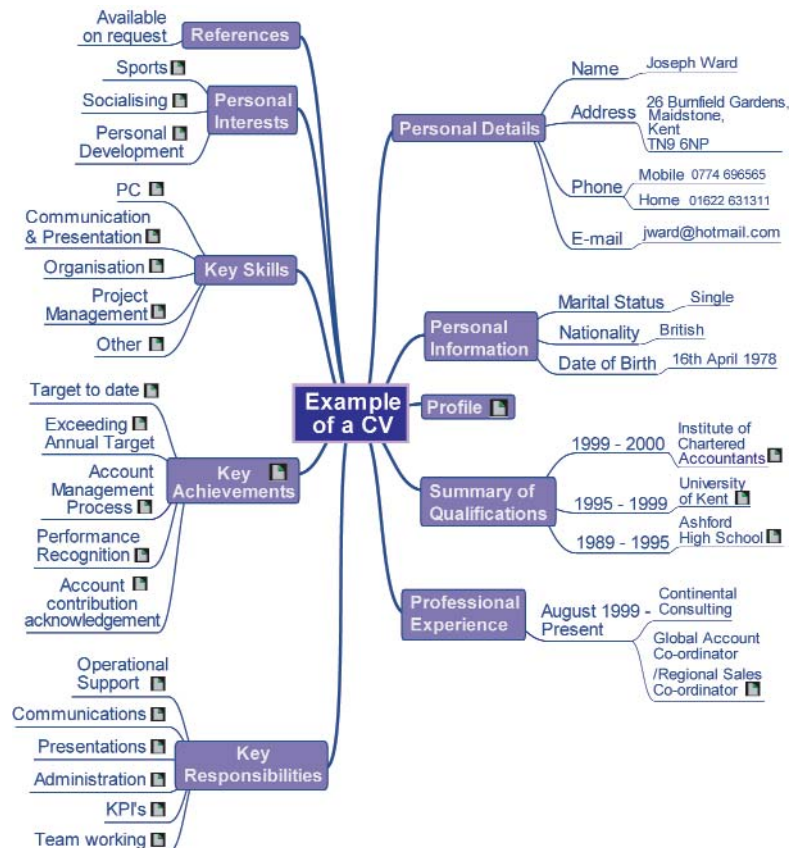 Example
of a CV
Personal Details
Name
Joseph Ward
Address
26 Burnfield Gardens,
Maidstone,
Kent
TN9 6NP
Phone
Mobile 0774 696565
Home 01622 631311
E-mail
jward@hotmail.com
Personal
Information
Marital Status
Single
Nationality
British
Date of Birth
16th April 1978
Profile
Summary of
Qualifications
1999 - 2000
Institute of
Chartered
Accountants
1995 - 1999
University
of Kent
1989 - 1995
Ashford
High School
Professional
Experience
August 1999 -
Present
Continental
Consulting
Global Account
Co-ordinator
/Regional Sales
Co-ordinator
References
Available
on request
Personal
Interests
Sports
Socialising
Personal
Development
Key Skills
PC
Communication
& Presentation
Organisation
Project
Management
Other
Key
Achievements
Target to date
Exceeding
Annual Target
Account
Management
Process
Performance
Recognition
Account
contribution
acknowledgement
Key
Responsibilities
Operational
Support
Communications
Presentations
Administration
KPI's
Team working